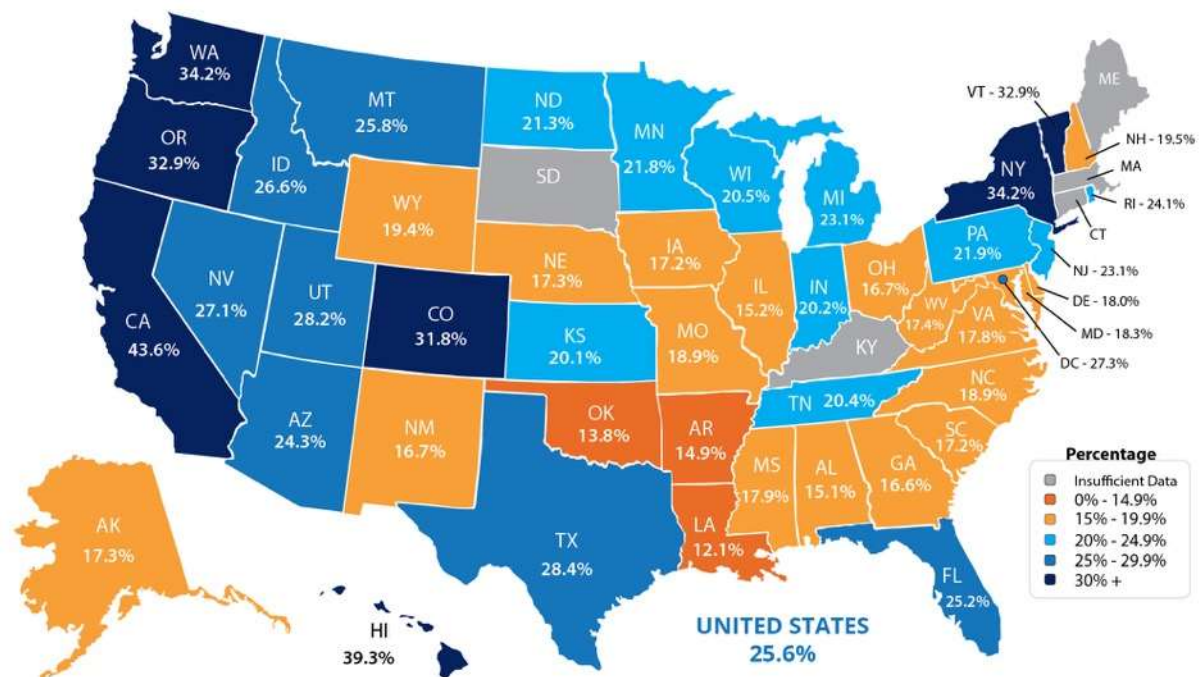 WA
34.2%
OR
32.9%
CA
43.6%
NV
27.1%
ID
26.6%
MT
25.8%
WY
19.4%
UT
28.2%
CO
31.8%
AZ
24.3%
NM
16.7%
ND
21.3%
SD
NE
17.3%
KS
20.1%
OK
13.8%
TX
28.4%
MN
21.8%
IA
17.2%
MO
18.9%
AR
14.9%
LA
12.1%
WI
20.5%
IL
15.2%
MI
23.1%
IN
20.2%
OH
16.7%
KY
TN 20.4%
MS
17.9%
AL
15.1%
GA
16.6%
FL
25.2%
SC
17.2%
NC
18.9%
VA
17.8%
WV
17.4%
PA
21.9%
NY
34.2%
VT - 32.9%
ME
NH - 19.5%
MA
RI - 24.1%
CT
NJ - 23.1%
DE - 18.0%
MD - 18.3%
DC - 27.3%
AK
17.3%
HI
39.3%
UNITED STATES
25.6%
Percentage
Insufficient Data
0% - 14.9%
15% - 19.9%
20% - 24.9%
25% - 29.9%
30% +